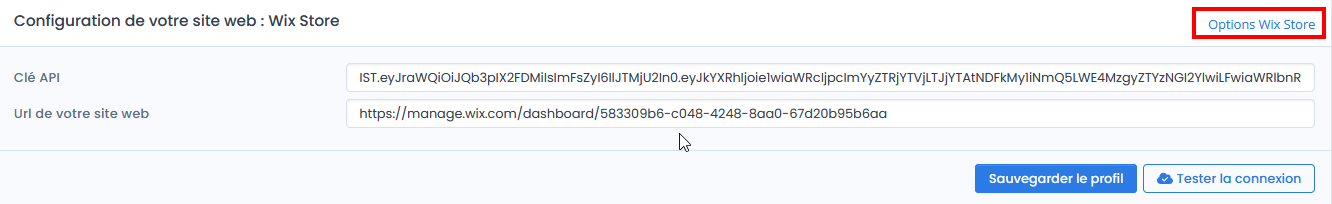 Configuration de votre site web : Wix Store
Options Wix Store
Clé API
IST.eyJraWQiOiJQb3pIX2FDMiIsImFsZyI6IlJTMjU2In0.eyJkYXRhIjoie1wiaWRcIjpcImYyZTRjYTVjLTJjYTAtNDFkMy1iNmQ5LWE4MzgyZTYzNGI2YlwiLFwiaWRlbnR
Url de votre site web
https://manage.wix.com/dashboard/583309b6-c048-4248-8aa0-67d20b95b6aa
Sauvegarder le profil
Tester la connexion